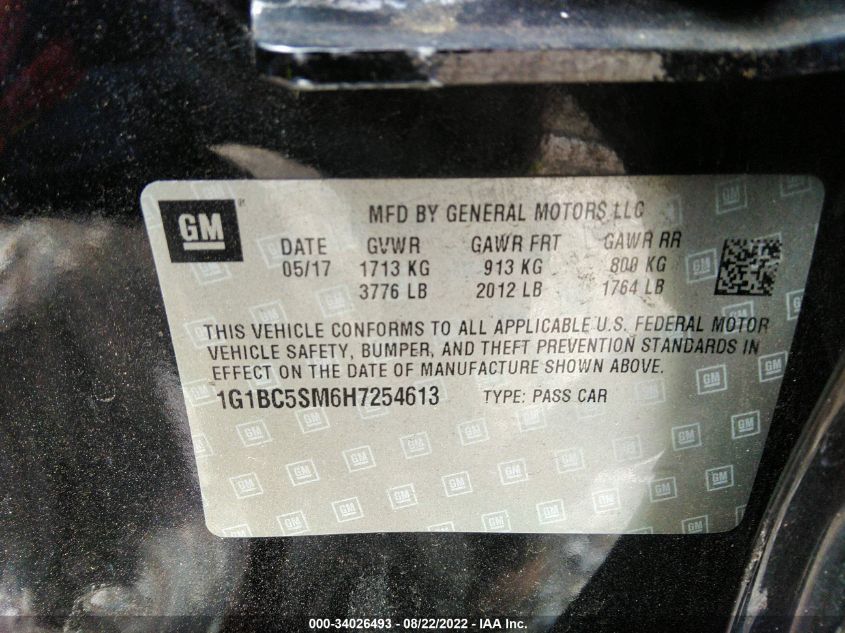 GM
MFD BY GENERAL MOTORS LLC
DATE GVWR GAWR FRT GAWR RR
05/17 1713 KG 913 KG 800 KG
3776 LB 2012 LB 1764 LB
THIS VEHICLE CONFORMS TO ALL APPLICABLE U.S. FEDERAL MOTOR
VEHICLE SAFETY, BUMPER, AND THEFT PREVENTION STANDARDS IN
EFFECT ON THE DATE OF MANUFACTURE SHOWN ABOVE.
1G1BC5SM6H7254613 TYPE: PASS CAR
000-34026493 - 08/22/2022 - IAA Inc.